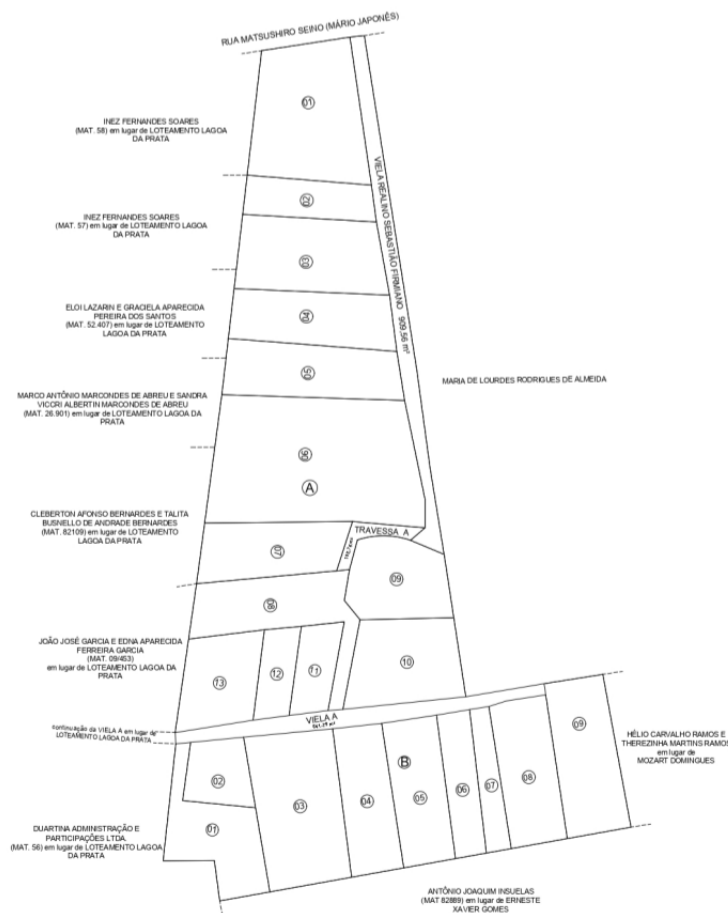 RUA MATSUSHIRO SEINO (MÁRIO JAPONÊS)
01
INEZ FERNANDES SOARES
(MAT. 58) em lugar de LOTEAMENTO LAGOA
DA PRATA
VIELA REALINO SEBASTIÃO FIRMIANO 909,56 m²
02
INEZ FERNANDES SOARES
(MAT. 57) em lugar de LOTEAMENTO LAGOA
DA PRATA
03
ELOI LAZARIN E GRACIELA APARECIDA
PEREIRA DOS SANTOS
(MAT. 52.407) em lugar de LOTEAMENTO
LAGOA DA PRATA
04
05
MARIA DE LOURDES RODRIGUES DE ALMEIDA
MARCO ANTÔNIO MARCONDES DE ABREU E SANDRA
VICCRI ALBERTIN MARCONDES DE ABREU
(MAT. 26.901) em lugar de LOTEAMENTO LAGOA DA
PRATA
06
A
CLEBERTON AFONSO BERNARDES E TALITA
BUSNELLO DE ANDRADE BERNARDES
(MAT. 82109) em lugar de LOTEAMENTO
LAGOA DA PRATA
TRAVESSA A
07
09
08
JOÃO JOSÉ GARCIA E EDNA APARECIDA
FERREIRA GARCIA
(MAT. 09/453)
em lugar de LOTEAMENTO LAGOA DA
PRATA
13
12
11
10
VIELA A
continuação da VIELA A em lugar de
LOTEAMENTO LAGOA DA PRATA
HÉLIO CARVALHO RAMOS E
THEREZINHA MARTINS RAMOS
em lugar de
MOZART DOMINGUES
B
02
01
03
04
05
06
07
08
09
DUARTINA ADMINISTRAÇÃO E
PARTICIPAÇÕES LTDA.
(MAT. 56) em lugar de LOTEAMENTO LAGOA
DA PRATA
ANTÔNIO JOAQUIM INSUELAS
(MAT 82889) em lugar de ERNESTE
XAVIER GOMES